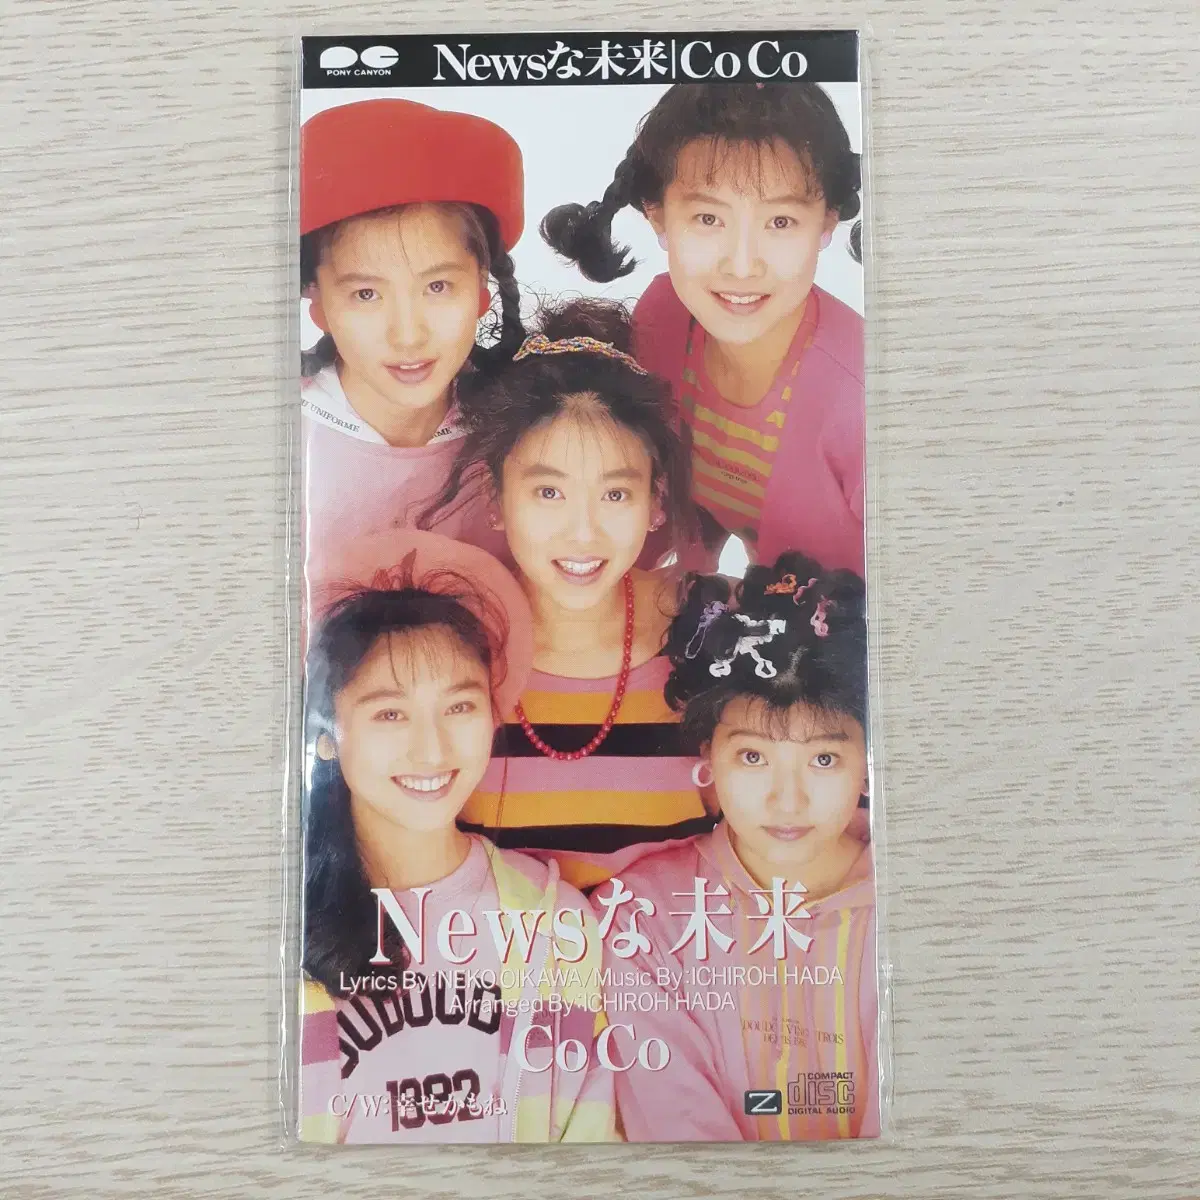 PONY CANYON
Newsな未来|CoCo
UNIFORME
Newsな未来
Lyrics By:NEKO OIKAWA/Music By:ICHIROH HADA
Arranged By:ICHIROH HADA
CoCo
C/W:幸せかもね
1982
Z
COMPACT
disc
DIGITAL AUDIO